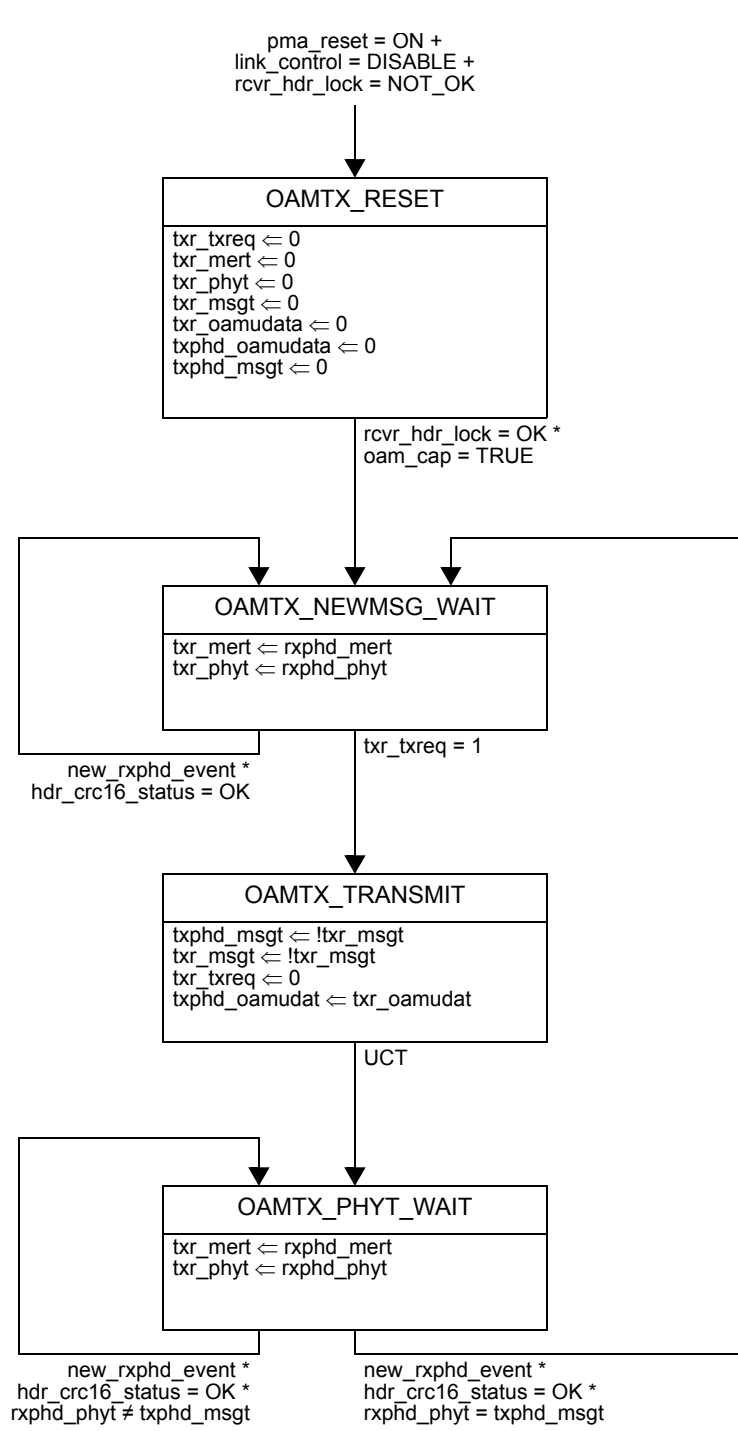 pma_reset = ON +
link_control = DISABLE +
rcvr_hdr_lock = NOT_OK
OAMTX_RESET
txr_txreq ⇐ 0
txr_mert ⇐ 0
txr_phyt ⇐ 0
txr_msgt ⇐ 0
txr_oamudata ⇐ 0
txphd_oamudata ⇐ 0
txphd_msgt ⇐ 0
rcvr_hdr_lock = OK *
oam_cap = TRUE
OAMTX_NEWMSG_WAIT
txr_mert ⇐ rxphd_mert
txr_phyt ⇐ rxphd_phyt
txr_txreq = 1
new_rxphd_event *
hdr_crc16_status = OK
OAMTX_TRANSMIT
txphd_msgt ⇐ !txr_msgt
txr_msgt ⇐ !txr_msgt
txr_txreq ⇐ 0
txphd_oamudat ⇐ txr_oamudat
UCT
OAMTX_PHYT_WAIT
txr_mert ⇐ rxphd_mert
txr_phyt ⇐ rxphd_phyt
new_rxphd_event *
hdr_crc16_status = OK *
rxphd_phyt ≠ txphd_msgt
new_rxphd_event *
hdr_crc16_status = OK *
rxphd_phyt = txphd_msgt